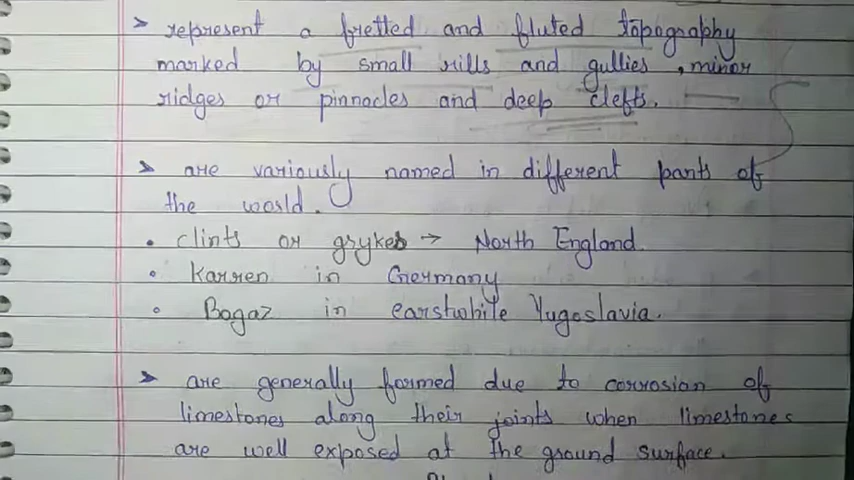 ➤ represent a fretted and fluted topography
marked by small rills and gullies, minor
ridges or pinnacles and deep clefts.
➤ are variously named in different parts of
the world.
• clints or grykes → North England.
• Karren in Germany
• Bogaz in earstwhile Yugoslavia.
➤ are generally formed due to corrosion of
limestones along their joints when limestones
are well exposed at the ground surface.